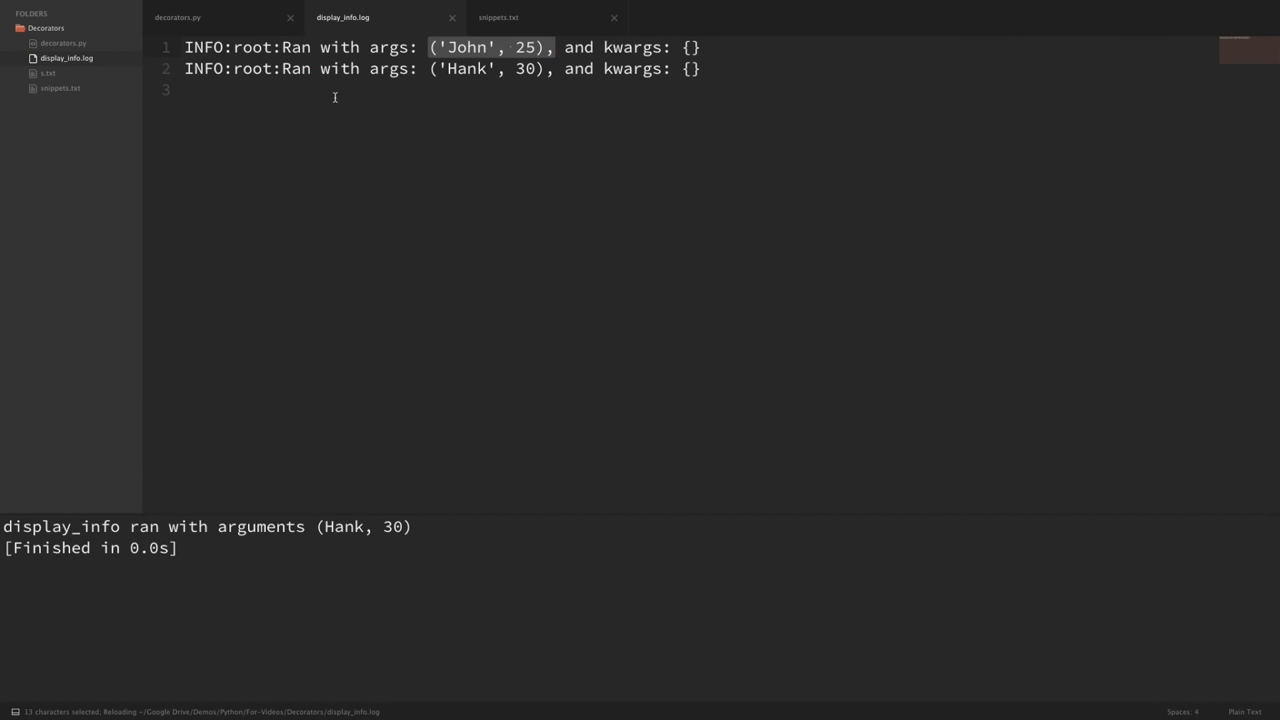 FOLDERS
Decorators
decorators.py
display_info.log
s.txt
snippets.txt
decorators.py
display_info.log
snippets.txt
1 INFO:root:Ran with args: ('John', 25), and kwargs: {}
2 INFO:root:Ran with args: ('Hank', 30), and kwargs: {}
3
display_info ran with arguments (Hank, 30)
[Finished in 0.0s]
13 characters selected; Reloading ~/Google Drive/Demos/Python/For-Videos/Decorators/display_info.log
Spaces: 4
Plain Text